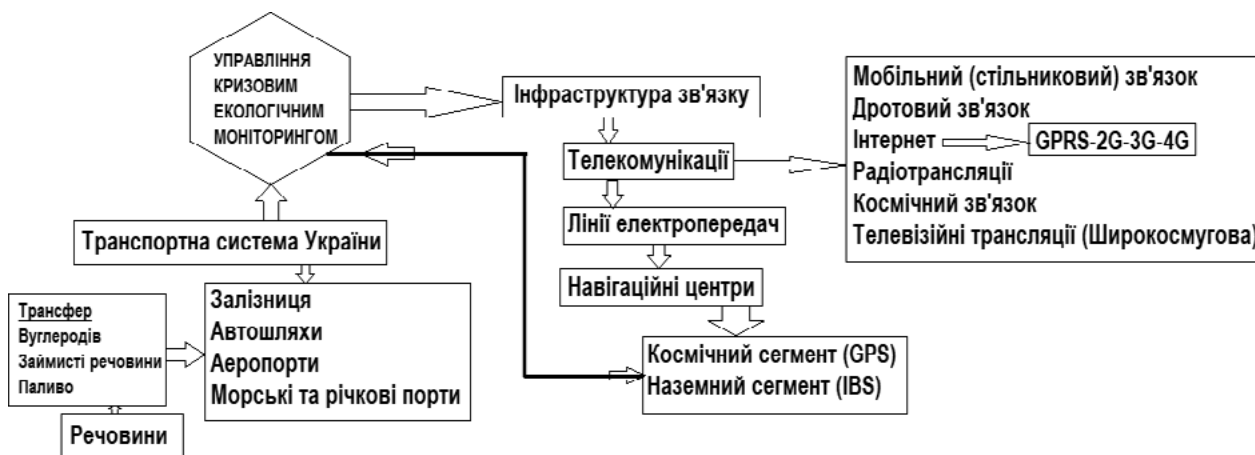 УПРАВЛІННЯ
КРИЗОВИМ
ЕКОЛОГІЧНИМ
МОНІТОРИНГОМ
Інфраструктура зв'язку
Телекомунікації
Лінії електропередач
Навігаційні центри
Космічний сегмент (GPS)
Наземний сегмент (IBS)
Мобільний (стільниковий) зв'язок
Дротовий зв'язок
Інтернет
GPRS-2G-3G-4G
Радіотрансляції
Космічний зв'язок
Телевізійні трансляції (Широкосмугова)
Транспортна система України
Залізниця
Автошляхи
Аеропорти
Морські та річкові порти
Трансфер
Вуглеродів
Займисті речовини
Паливо
Речовини